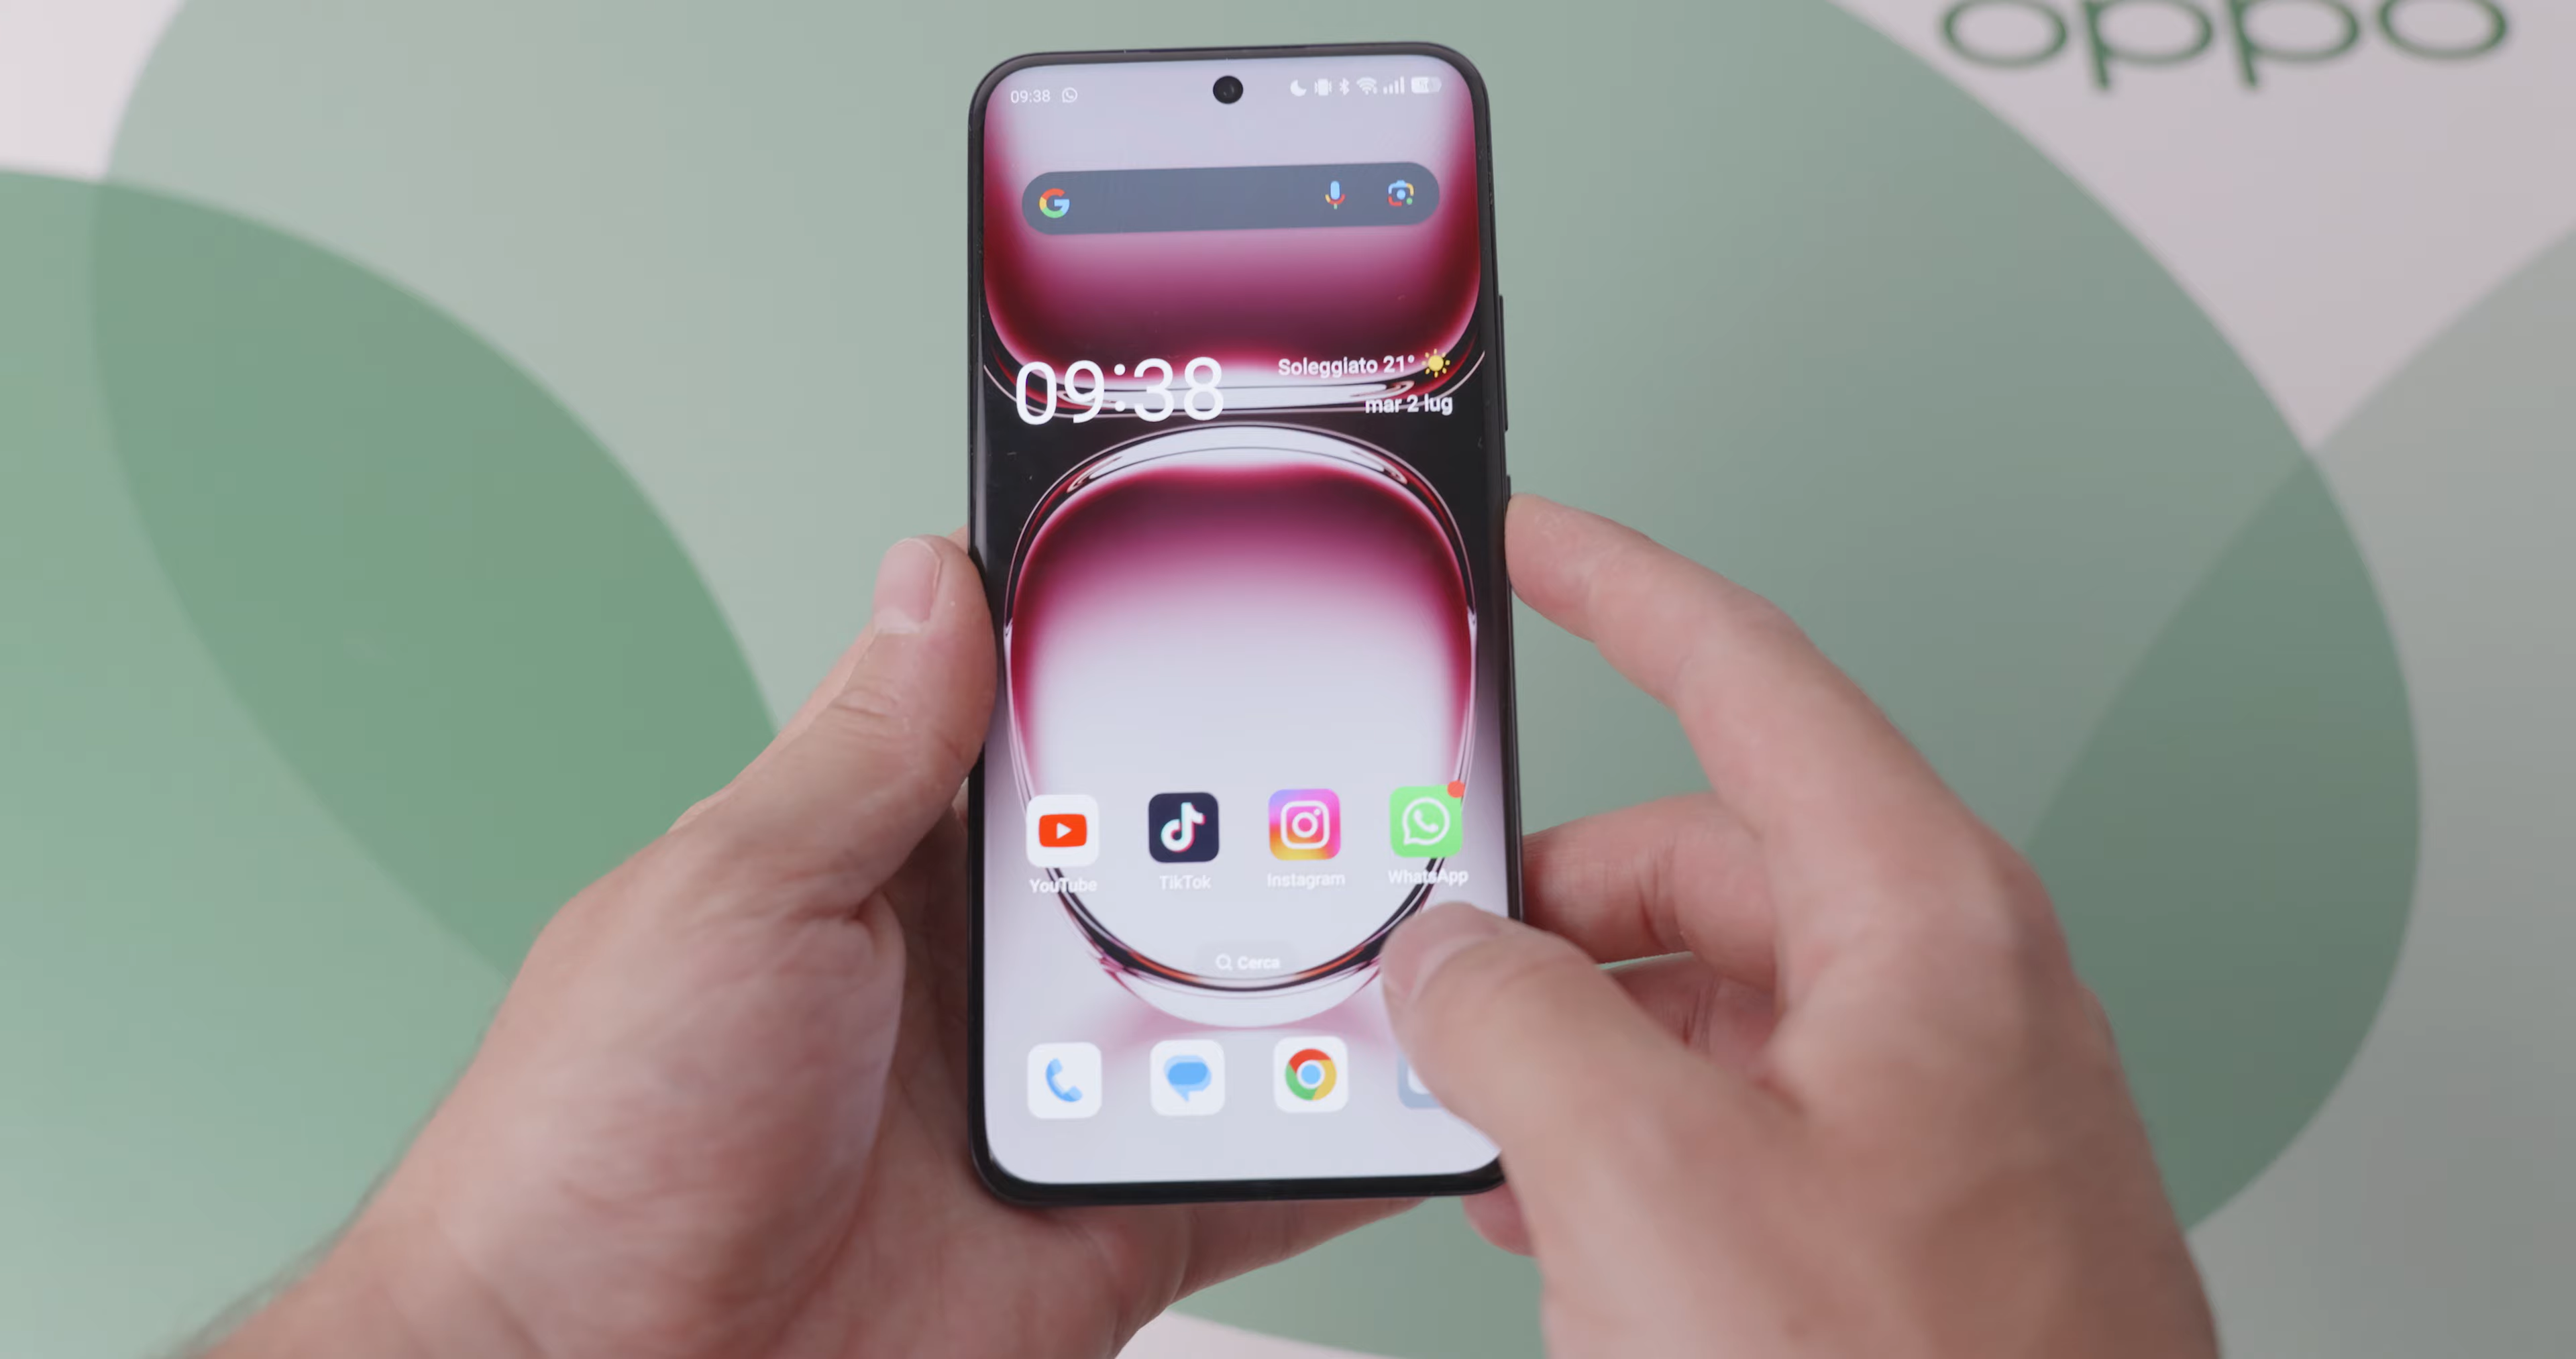 oppo
09:38
09:38
Soleggiato 21°
mar 2 lug
YouTube
TikTok
Instagram
WhatsApp
Cerca